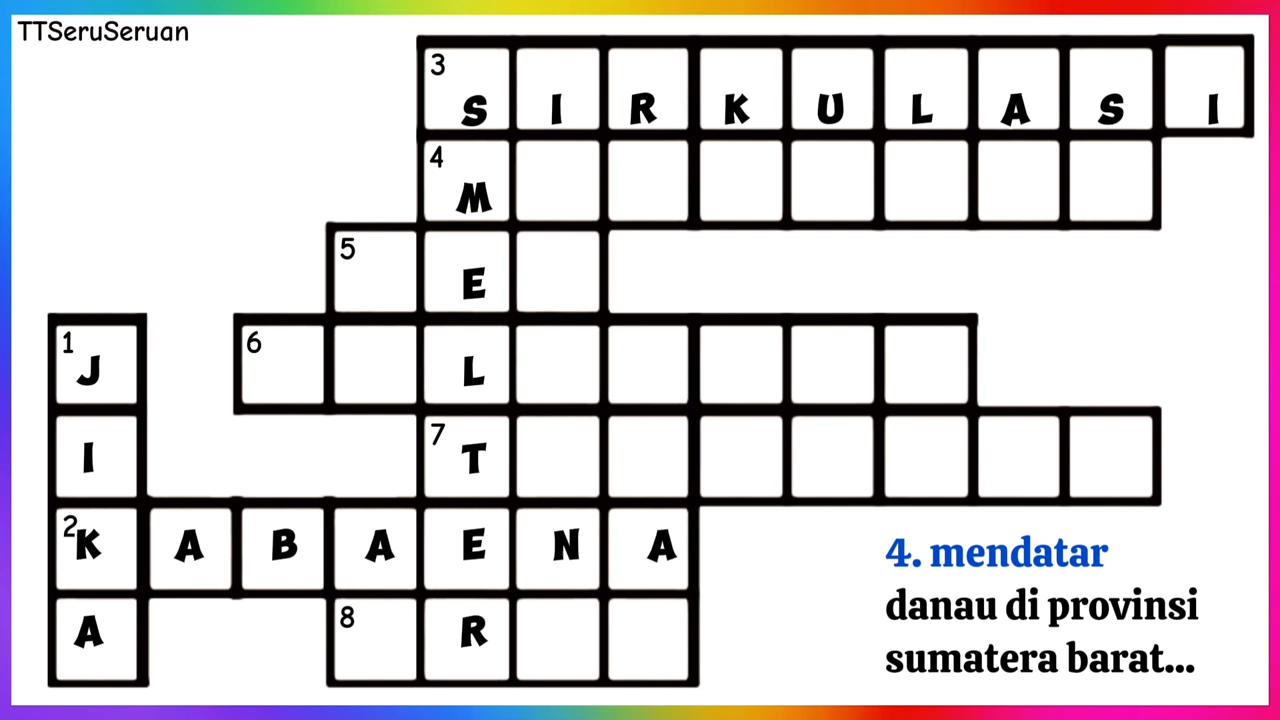 TTSeruSeruan
3 S I R K U L A S I
4 M
5 E
1 J 6 L
I 7 T
2 K A B A E N A
A 8 R
4. mendatar
danau di provinsi
sumatera barat...